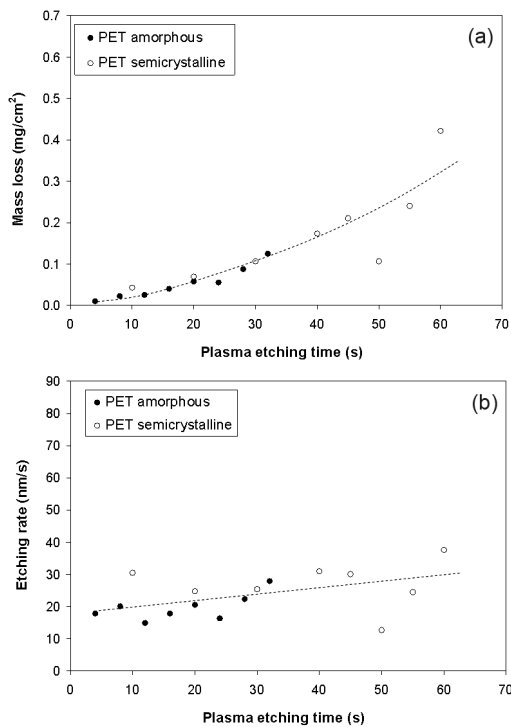 0.7
(a)
PET amorphous
PET semicrystalline
0.6
0.5
0.4
0.3
0.2
0.1
0.0
Mass loss (mg/cm²)
0 10 20 30 40 50 60 70
Plasma etching time (s)
90
(b)
PET amorphous
PET semicrystalline
80
70
60
50
40
30
20
10
0
Etching rate (nm/s)
0 10 20 30 40 50 60 70
Plasma etching time (s)